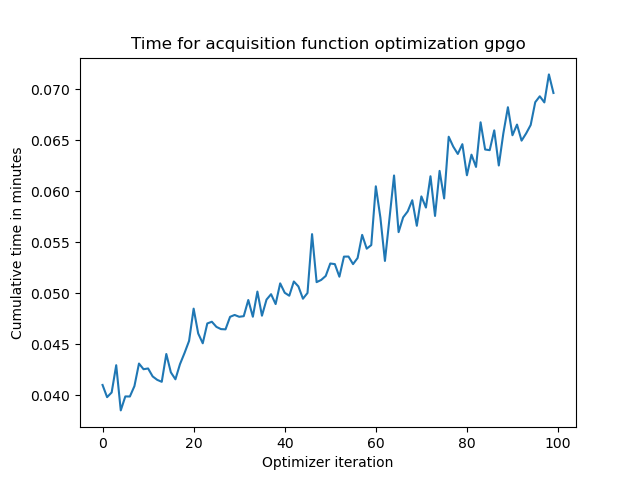 Time for acquisition function optimization gpgo
Cumulative time in minutes
0.070
0.065
0.060
0.055
0.050
0.045
0.040
0 20 40 60 80 100
Optimizer iteration